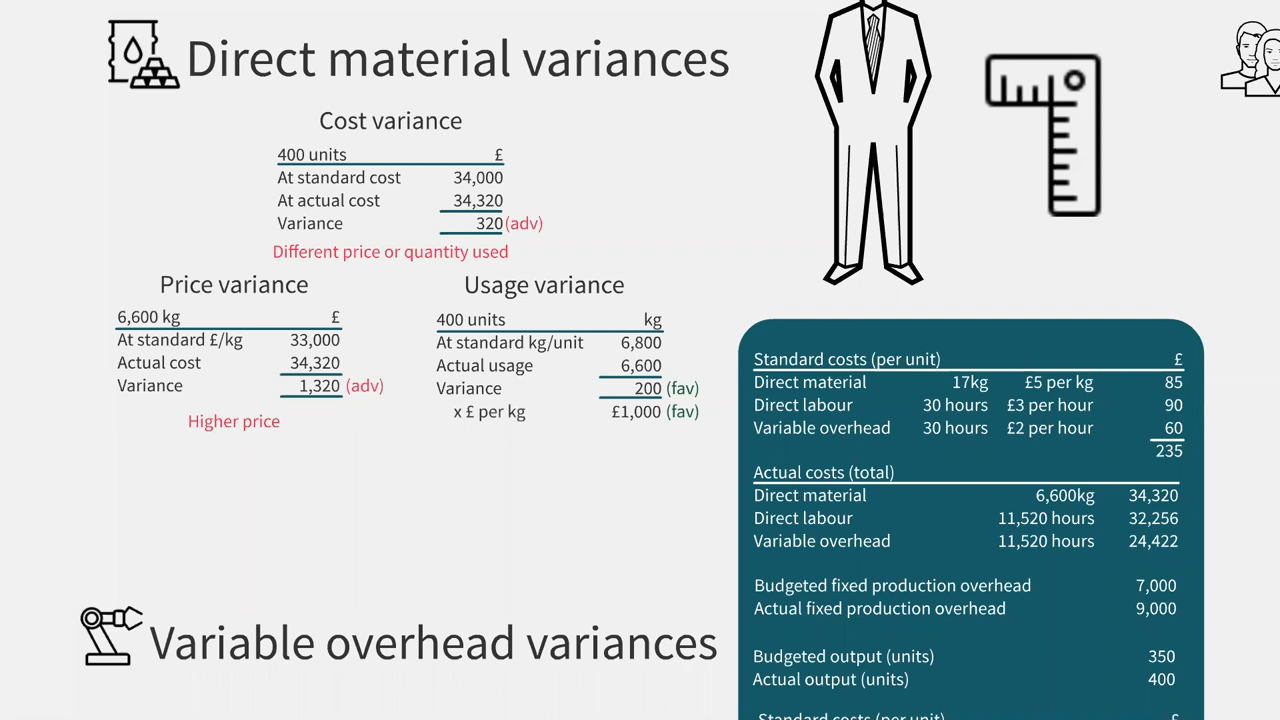 Direct material variances
Cost variance
400 units £
At standard cost 34,000
At actual cost 34,320
Variance 320 (adv)
Different price or quantity used
Price variance
6,600 kg £
At standard £/kg 33,000
Actual cost 34,320
Variance 1,320 (adv)
Higher price
Usage variance
400 units kg
At standard kg/unit 6,800
Actual usage 6,600
Variance 200 (fav)
x £ per kg £1,000 (fav)
Standard costs (per unit) £
Direct material 17kg £5 per kg 85
Direct labour 30 hours £3 per hour 90
Variable overhead 30 hours £2 per hour 60
235
Actual costs (total)
Direct material 6,600kg 34,320
Direct labour 11,520 hours 32,256
Variable overhead 11,520 hours 24,422
Budgeted fixed production overhead 7,000
Actual fixed production overhead 9,000
Budgeted output (units) 350
Actual output (units) 400
Standard costs (per unit) £
Variable overhead variances